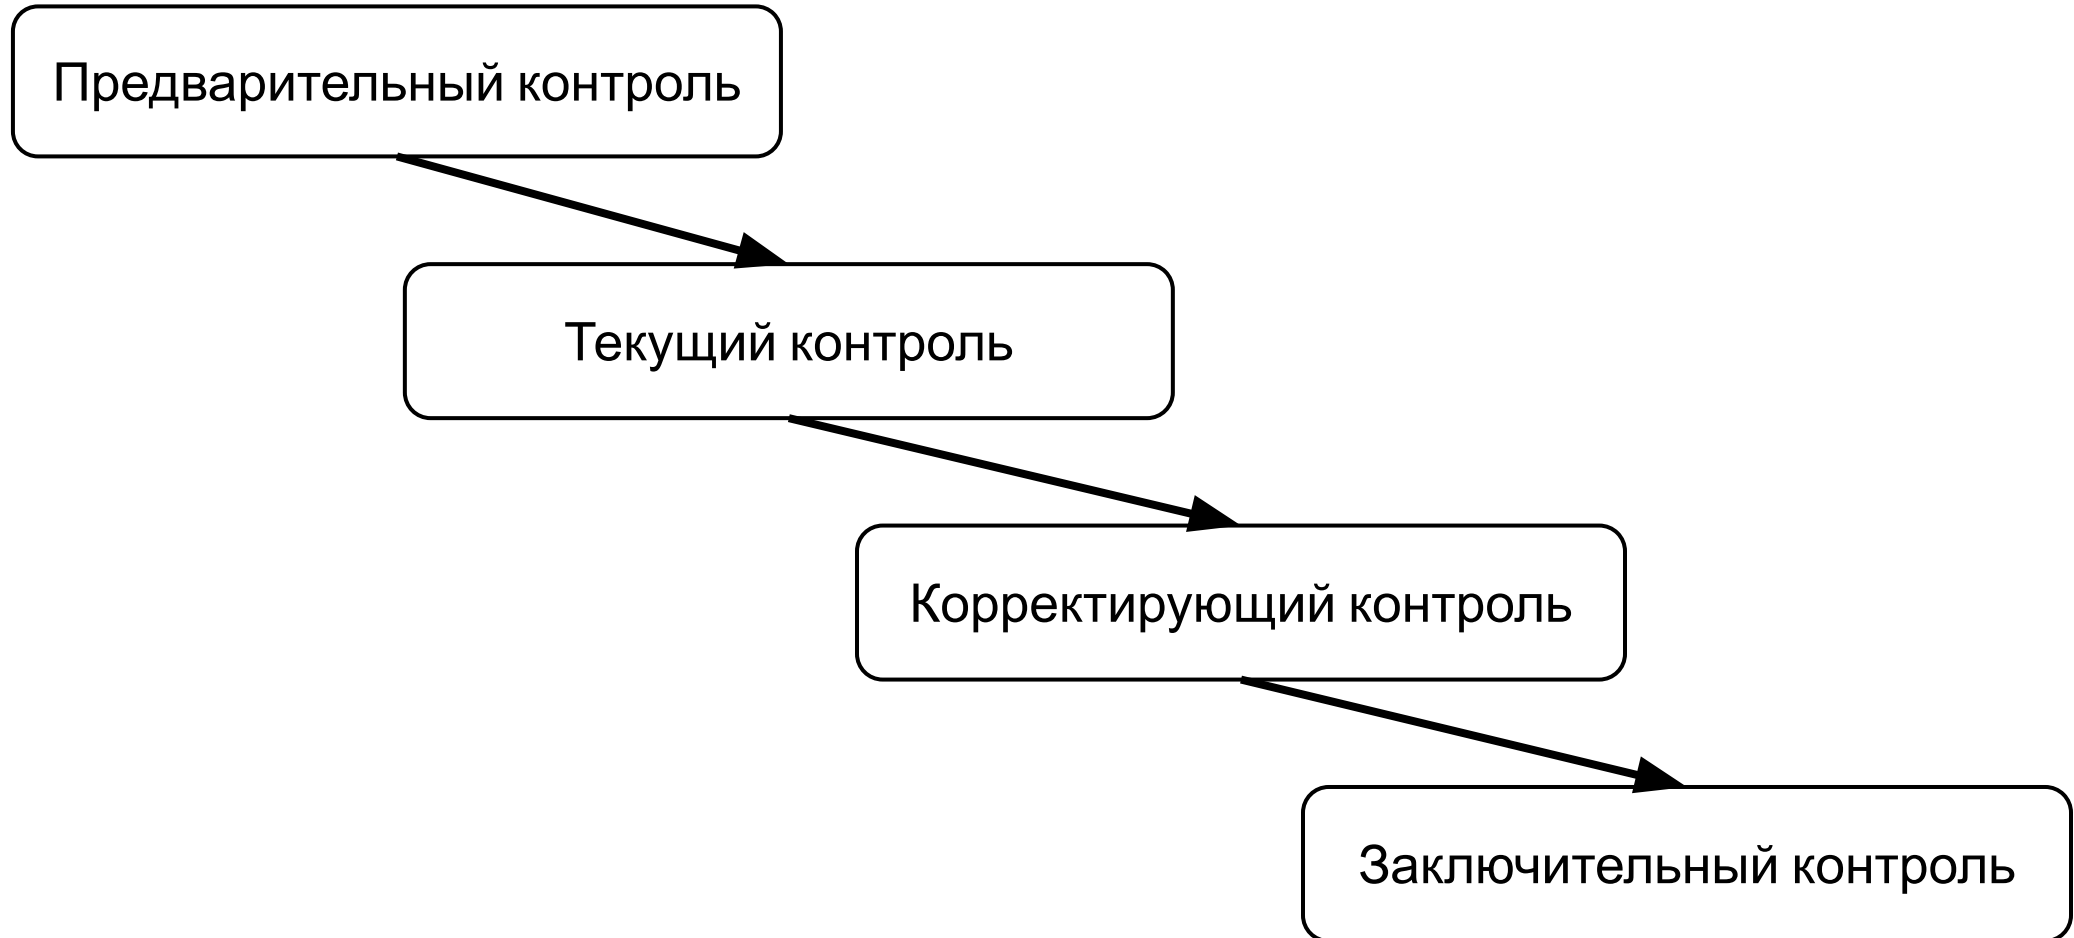 Предварительный контроль
Текущий контроль
Корректирующий контроль
Заключительный контроль